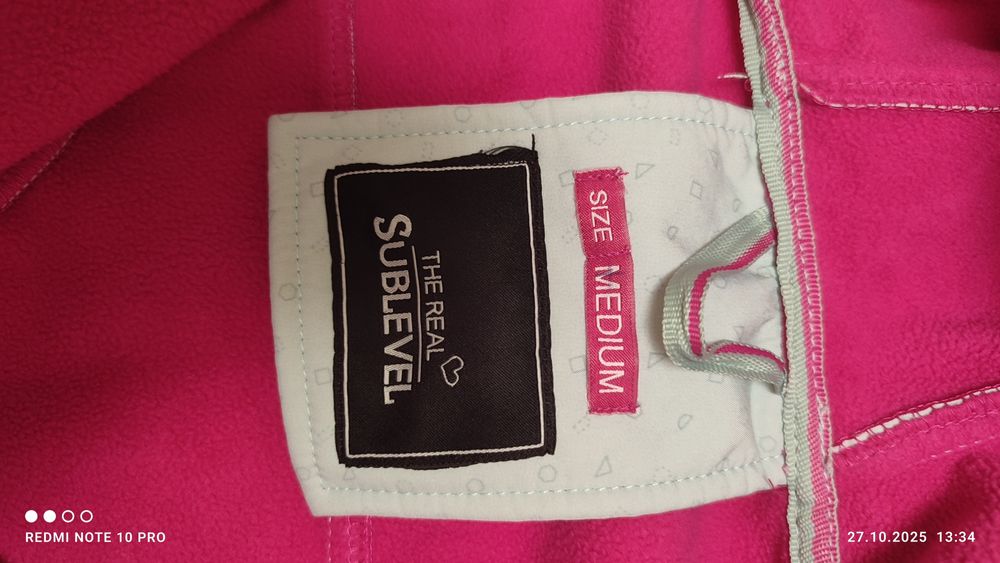 SIZE MEDIUM
THE REAL
SUBLEVEL
REDMI NOTE 10 PRO
27.10.2025 13:34